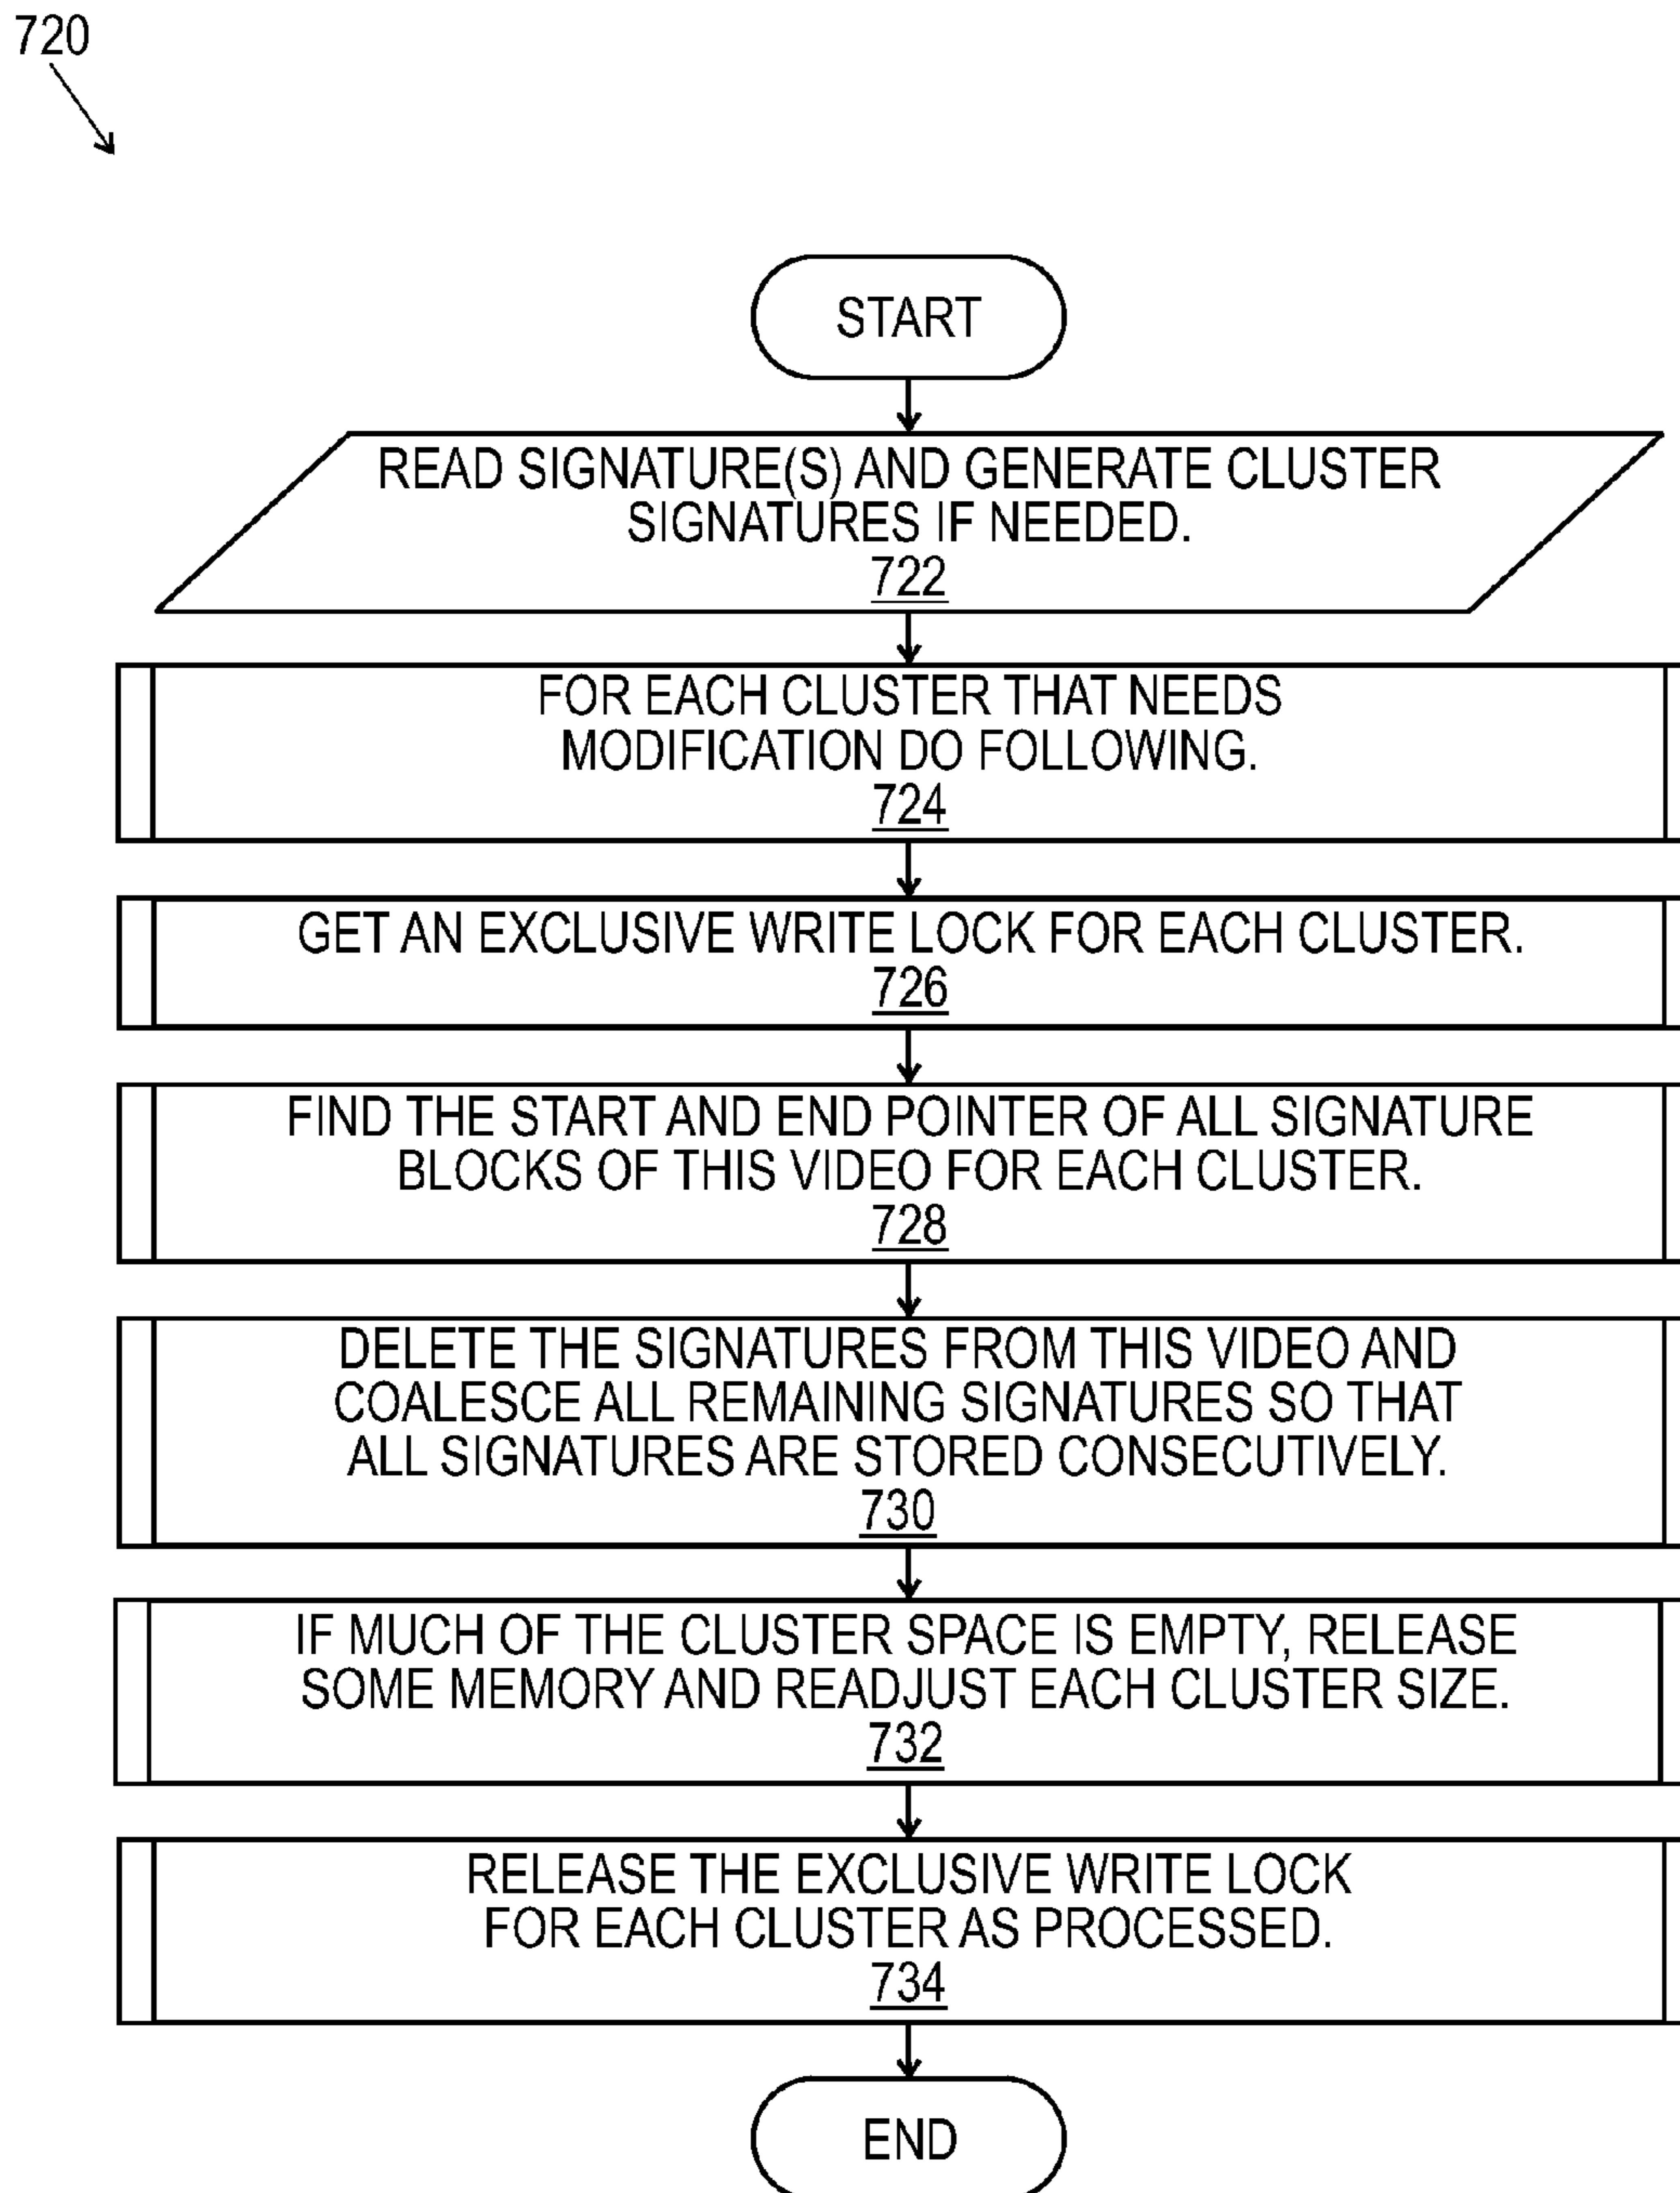 720
START
READ SIGNATURE(S) AND GENERATE CLUSTER
SIGNATURES IF NEEDED.
722
FOR EACH CLUSTER THAT NEEDS
MODIFICATION DO FOLLOWING.
724
GET AN EXCLUSIVE WRITE LOCK FOR EACH CLUSTER.
726
FIND THE START AND END POINTER OF ALL SIGNATURE
BLOCKS OF THIS VIDEO FOR EACH CLUSTER.
728
DELETE THE SIGNATURES FROM THIS VIDEO AND
COALESCE ALL REMAINING SIGNATURES SO THAT
ALL SIGNATURES ARE STORED CONSECUTIVELY.
730
IF MUCH OF THE CLUSTER SPACE IS EMPTY, RELEASE
SOME MEMORY AND READJUST EACH CLUSTER SIZE.
732
RELEASE THE EXCLUSIVE WRITE LOCK
FOR EACH CLUSTER AS PROCESSED.
734
END